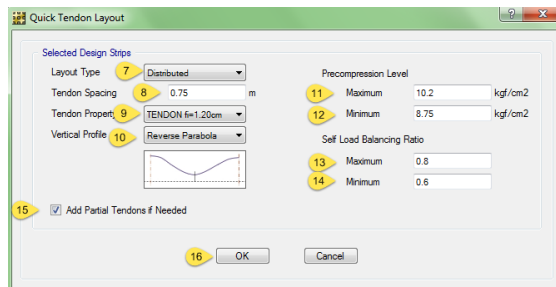 Quick Tendon Layout
?
X
Selected Design Strips
Layout Type 7 Distributed
Tendon Spacing 8 0.75 m
Tendon Property 9 TENDON fi=1.20cm
Vertical Profile 10 Reverse Parabola
Precompression Level
11 Maximum 10.2 kgf/cm2
12 Minimum 8.75 kgf/cm2
Self Load Balancing Ratio
13 Maximum 0.8
14 Minimum 0.6
15 Add Partial Tendons if Needed
16 OK Cancel